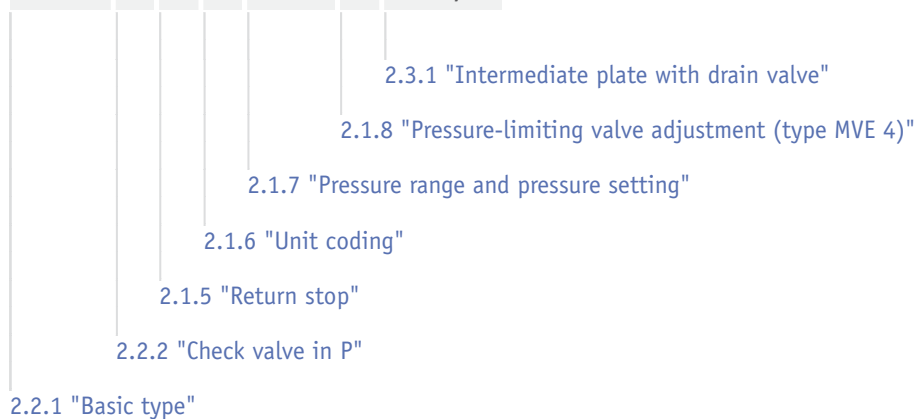 2.3.1 "Intermediate plate with drain valve"
2.1.8 "Pressure-limiting valve adjustment (type MVE 4)"
2.1.7 "Pressure range and pressure setting"
2.1.6 "Unit coding"
2.1.5 "Return stop"
2.2.2 "Check valve in P"
2.2.1 "Basic type"